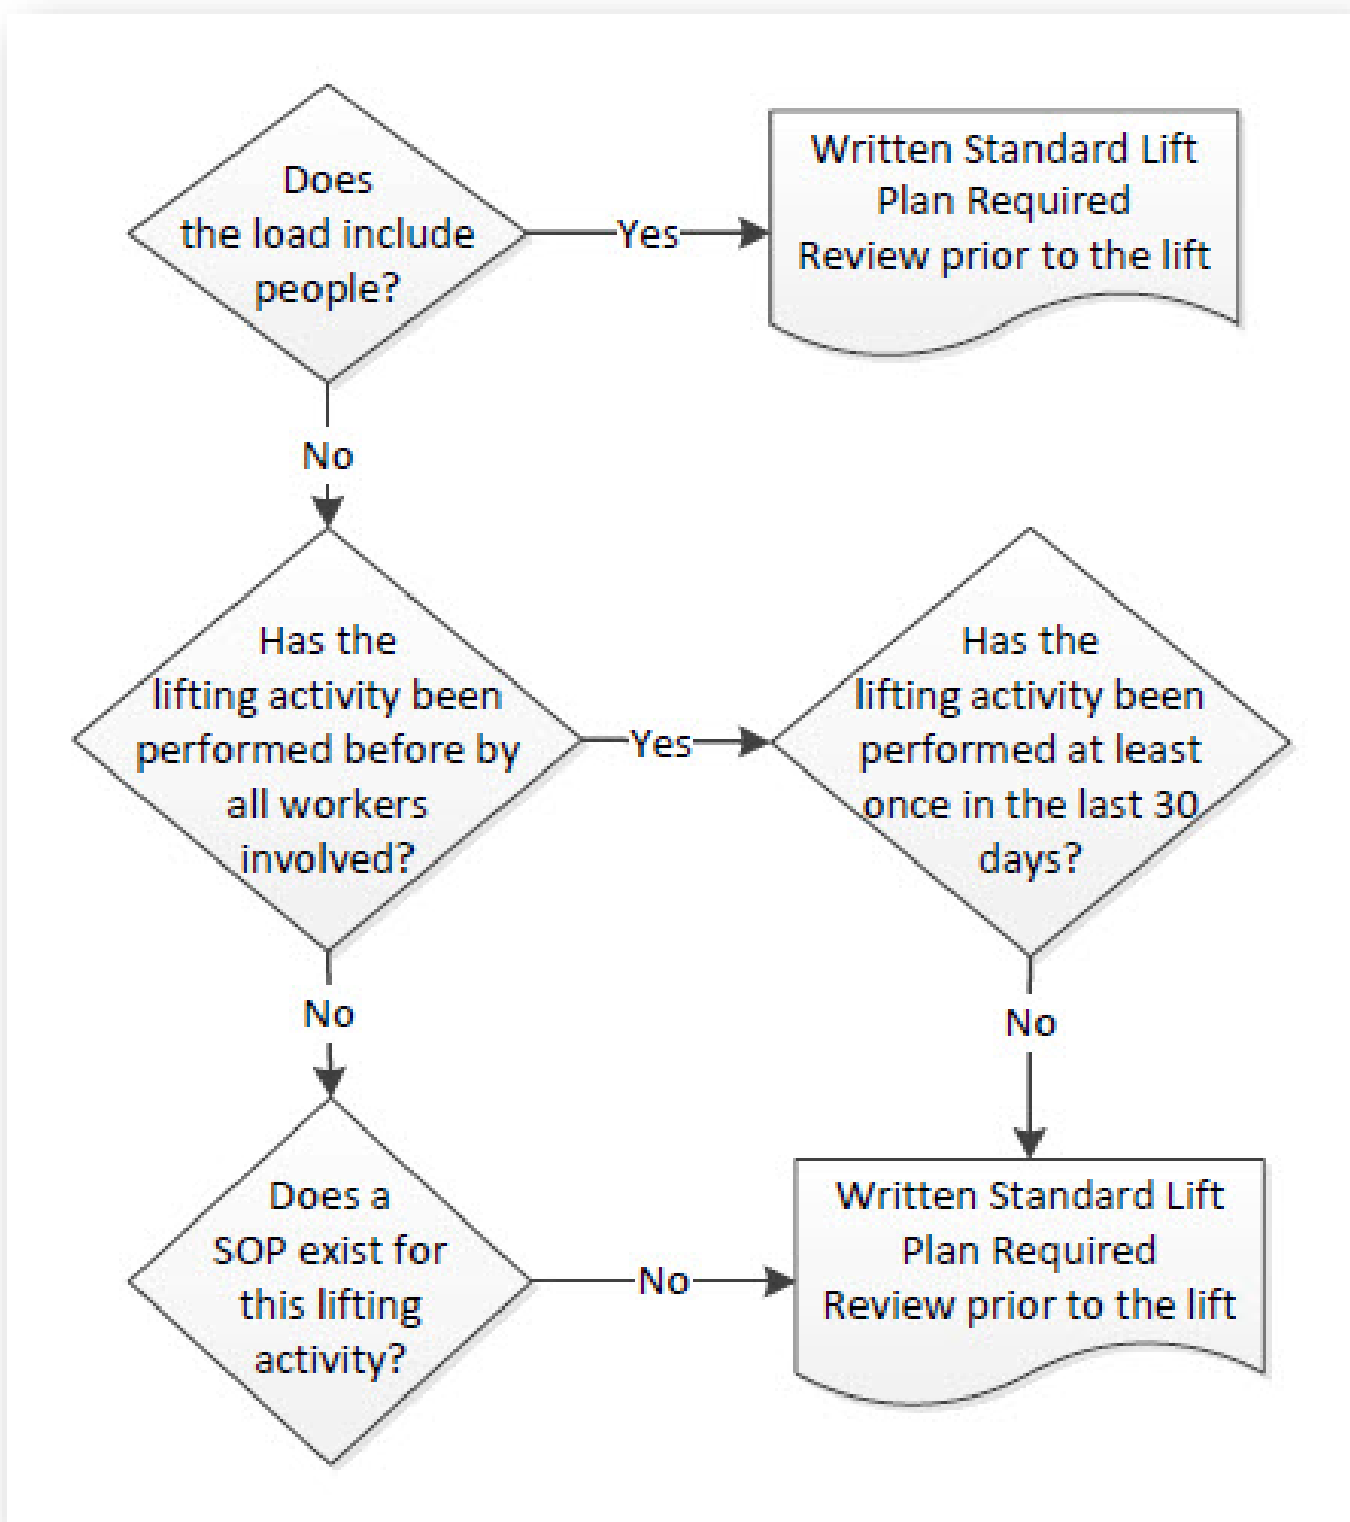 Does
the load include
people?
Yes
Written Standard Lift
Plan Required
Review prior to the lift
No
Has the
lifting activity been
performed before by
all workers
involved?
Yes
Has the
lifting activity been
performed at least
once in the last 30
days?
No
No
Does a
SOP exist for
this lifting
activity?
No
Written Standard Lift
Plan Required
Review prior to the lift